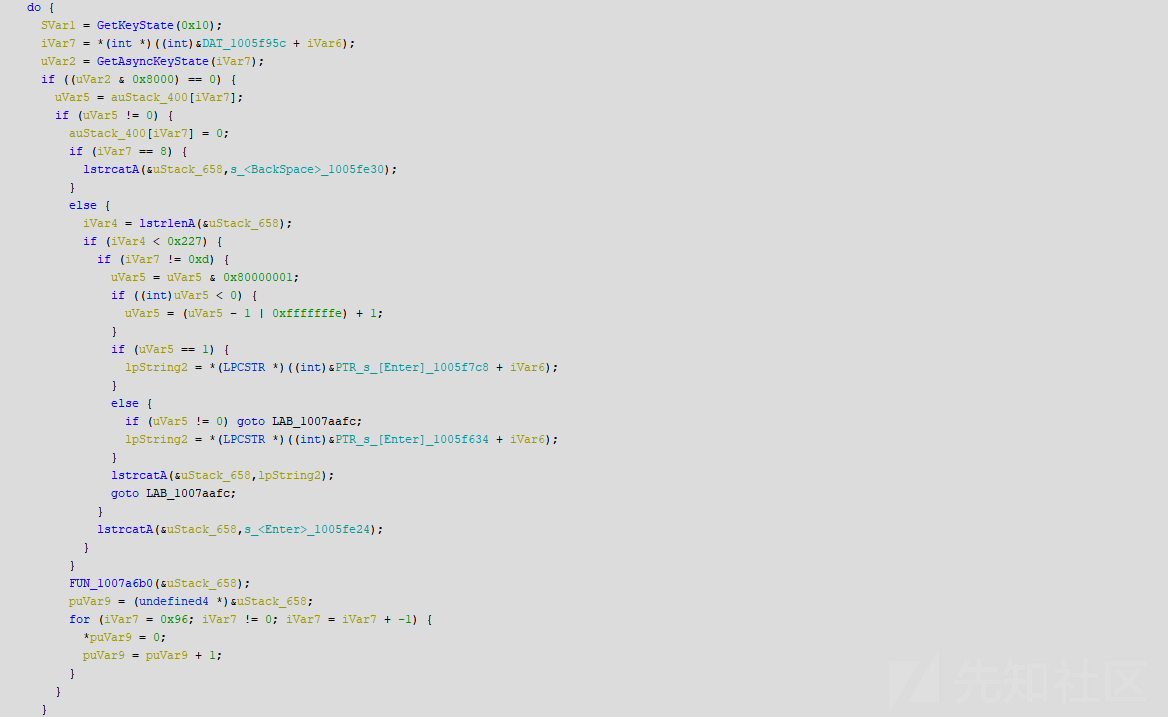 do {
SVar1 = GetKeyState(0x10);
iVar7 = *(int *)((int)&DAT_1005f95c + iVar6);
uVar2 = GetAsyncKeyState(iVar7);
if ((uVar2 & 0x8000) == 0) {
uVar5 = auStack_400[iVar7];
if (uVar5 != 0) {
auStack_400[iVar7] = 0;
if (iVar7 == 8) {
lstrcatA(&uStack_658,s_<BackSpace>_1005fe30);
}
else {
iVar4 = lstrlenA(&uStack_658);
if (iVar4 < 0x227) {
if (iVar7 != 0xd) {
uVar5 = uVar5 & 0x80000001;
if ((int)uVar5 < 0) {
uVar5 = (uVar5 - 1 | 0xfffffffe) + 1;
}
if (uVar5 == 1) {
lpString2 = *(LPCSTR *)((int)&PTR_s_[Enter]_1005f7c8 + iVar6);
}
else {
if (uVar5 != 0) goto LAB_1007aafc;
lpString2 = *(LPCSTR *)((int)&PTR_s_[Enter]_1005f634 + iVar6);
}
lstrcatA(&uStack_658,lpString2);
goto LAB_1007aafc;
}
lstrcatA(&uStack_658,s_<Enter>_1005fe24);
}
}
FUN_1007a6b0(&uStack_658);
puVar9 = (undefined4 *)&uStack_658;
for (iVar7 = 0x96; iVar7 != 0; iVar7 = iVar7 + -1) {
*puVar9 = 0;
puVar9 = puVar9 + 1;
}
}
}
先知社区